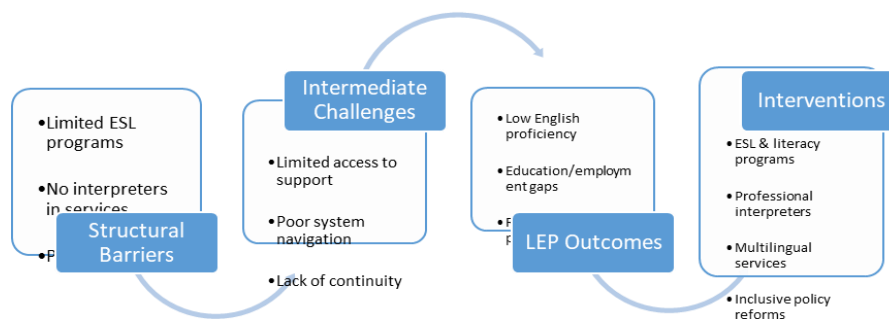 •Limited ESL
programs
•No interpreters
in services
•P
Structural
Barriers
Intermediate
Challenges
•Limited access to
support
•Poor system
navigation
•Lack of continuity
•Low English
proficiency
•Education/employm
ent gaps
LEP Outcomes
Interventions
•ESL & literacy
programs
•Professional
interpreters
•Multilingual
services
•Inclusive policy
reforms